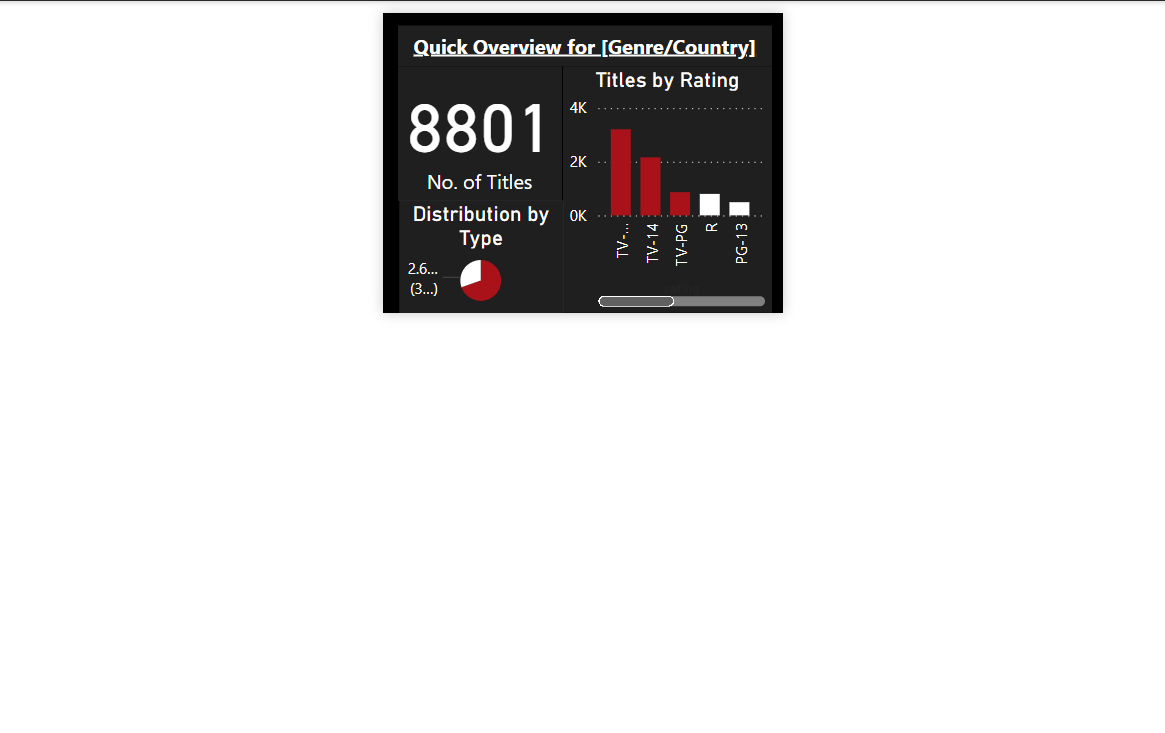 Quick Overview for [Genre/Country]
8801
No. of Titles
Titles by Rating
4K
2K
0K
TV-...
TV-14
TV-PG
R
PG-13
Distribution by
Type
2.6...
(3...)